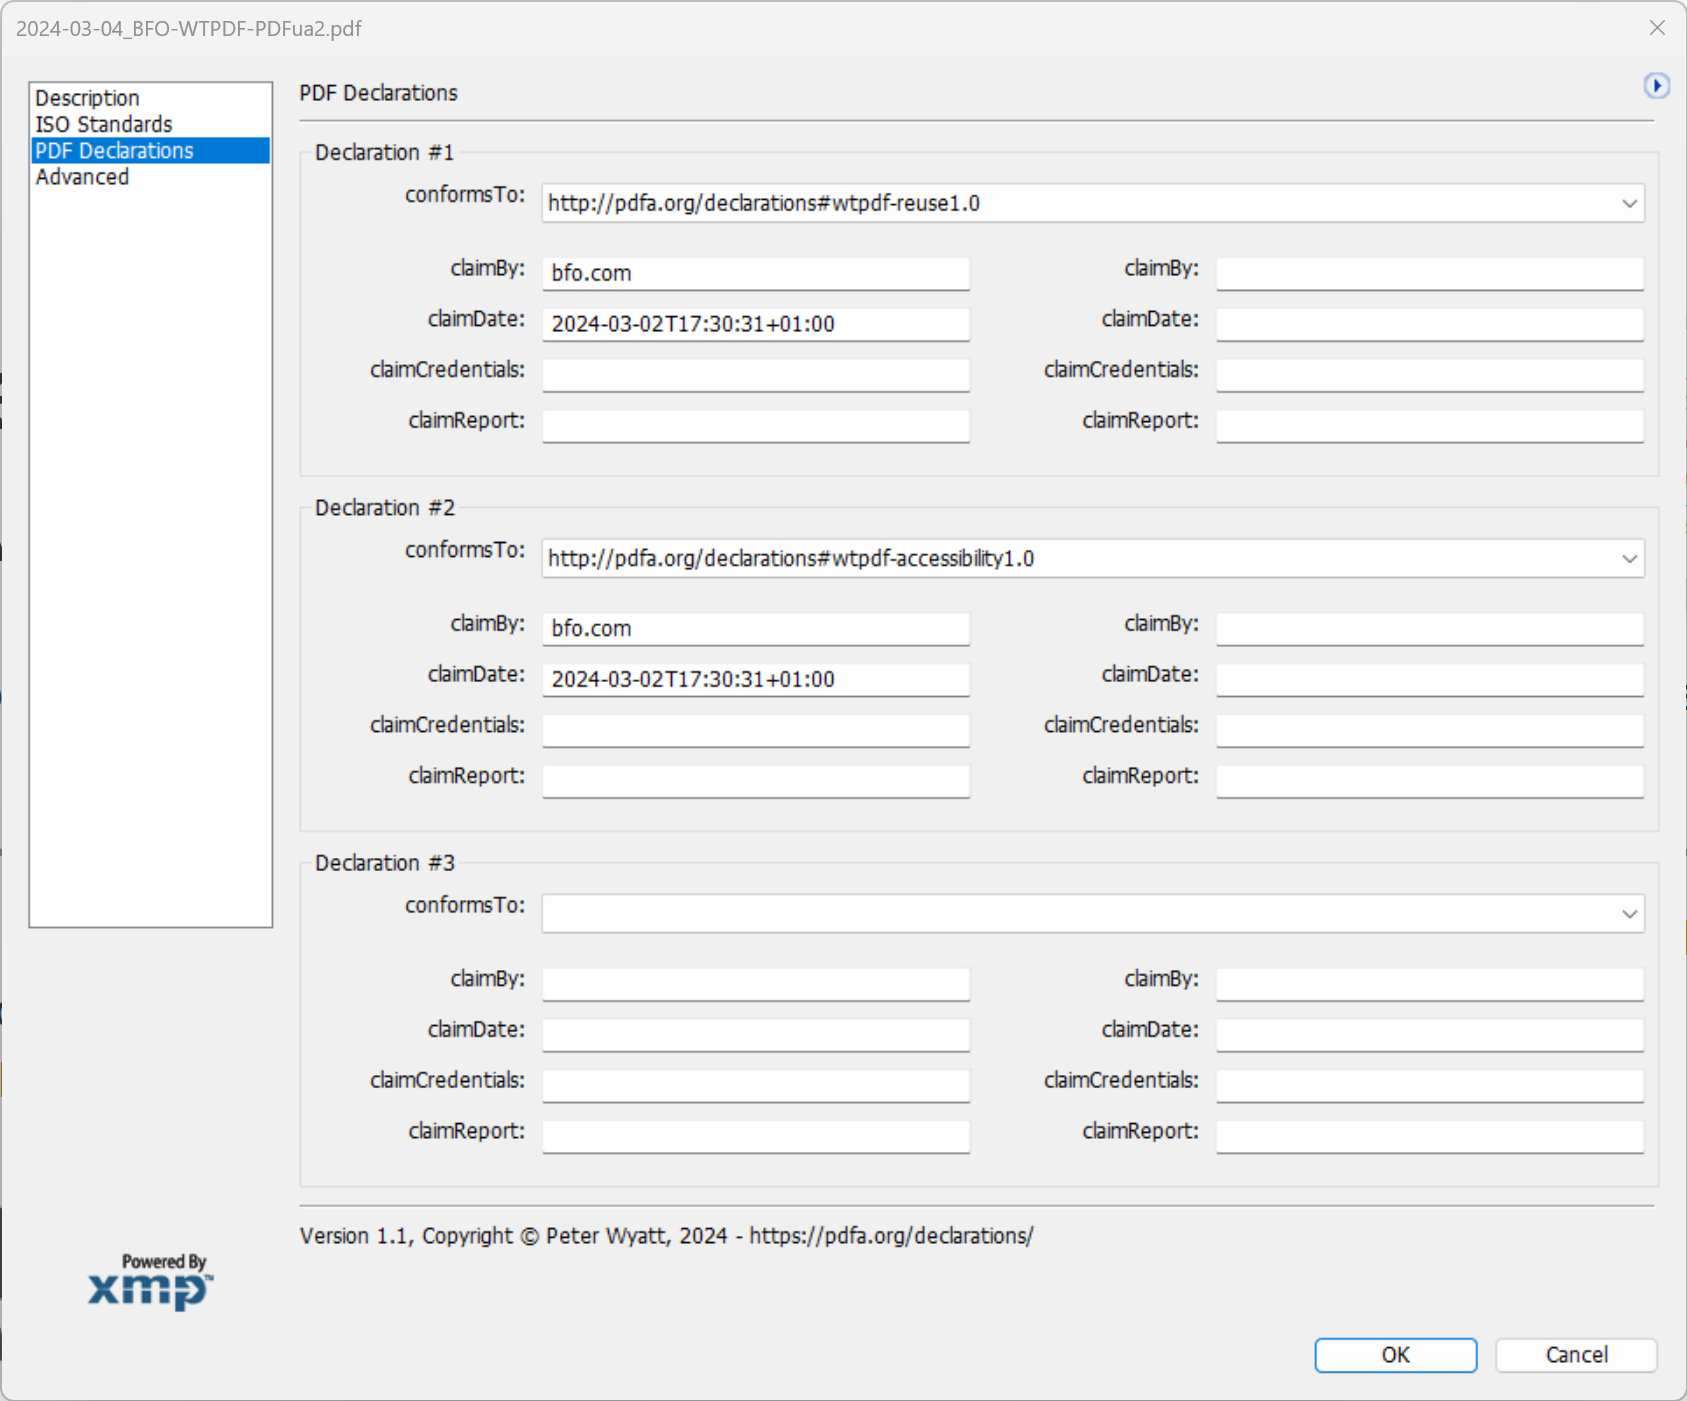 2024-03-04_BFO-WTPDF-PDFua2.pdf
Description
ISO Standards
PDF Declarations
Advanced
PDF Declarations
Declaration #1
conformsTo: http://pdfa.org/declarations#wtpdf-reuse1.0
claimBy: bfo.com claimBy:
claimDate: 2024-03-02T17:30:31+01:00 claimDate:
claimCredentials: claimCredentials:
claimReport: claimReport:
Declaration #2
conformsTo: http://pdfa.org/declarations#wtpdf-accessibility1.0
claimBy: bfo.com claimBy:
claimDate: 2024-03-02T17:30:31+01:00 claimDate:
claimCredentials: claimCredentials:
claimReport: claimReport:
Declaration #3
conformsTo:
claimBy: claimBy:
claimDate: claimDate:
claimCredentials: claimCredentials:
claimReport: claimReport:
Version 1.1, Copyright © Peter Wyatt, 2024 - https://pdfa.org/declarations/
Powered By
xmp™
OK Cancel